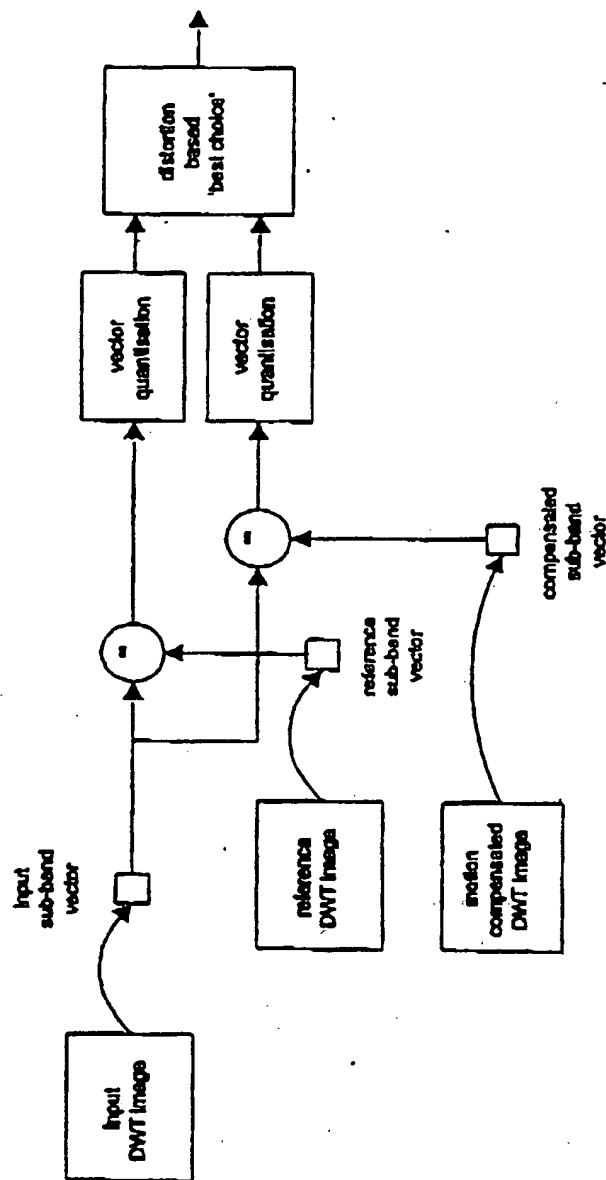 Input
DWT image
Input
sub-band
vector
reference
DWT image
reference
sub-band
vector
motion
compensated
DWT image
compensated
sub-band
vector
vector
quantisation
vector
quantisation
distortion
based
'best choice'